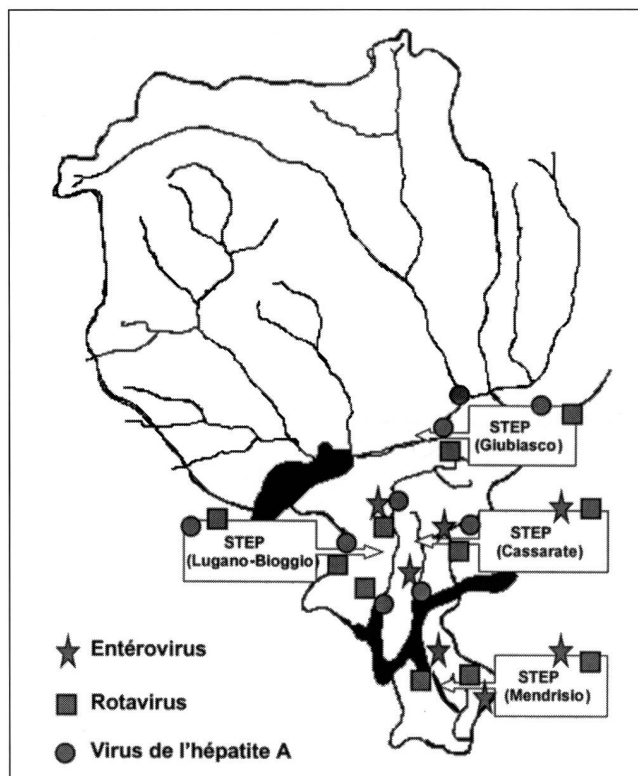 STEP
(Giubiasco)
STEP
(Lugano-Bioggio)
STEP
(Cassarate)
Entérovirus
STEP
(Mendrisio)
Rotavirus
Virus de l'hépatite A